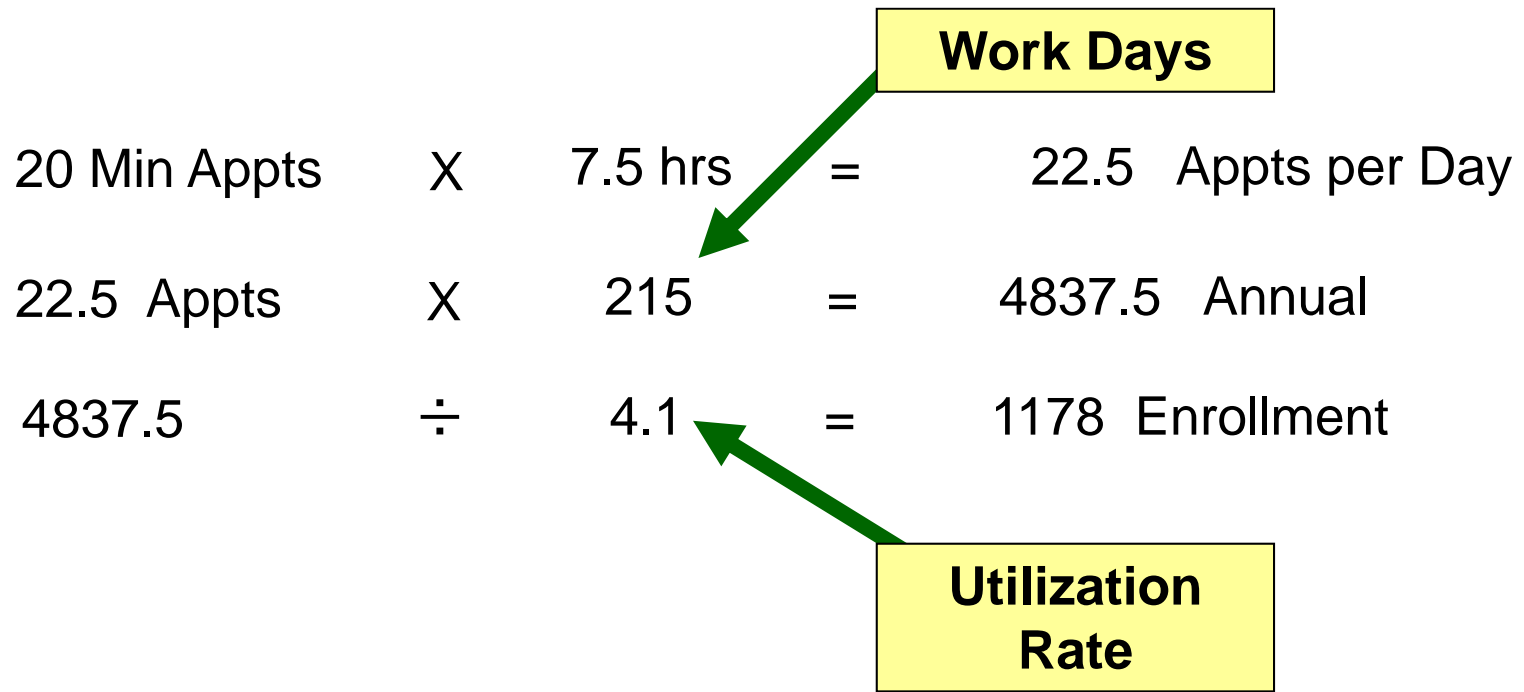 Work Days
20 Min Appts X 7.5 hrs = 22.5 Appts per Day
22.5 Appts X 215 = 4837.5 Annual
4837.5 ÷ 4.1 = 1178 Enrollment
Utilization
Rate